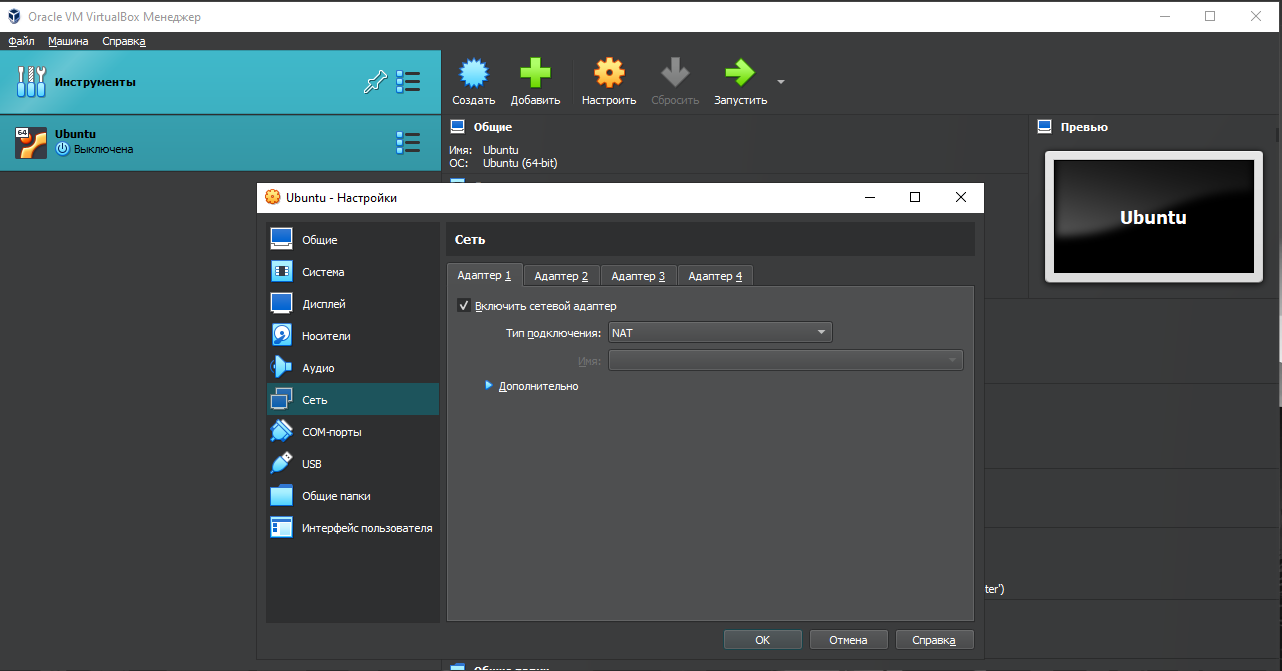 Oracle VM VirtualBox Менеджер
Файл Машина Справка
Инструменты
Создать Добавить Настроить Сбросить Запустить
64
Ubuntu
Выключена
Общие
Имя: Ubuntu
ОС: Ubuntu (64-bit)
Превью
Ubuntu
Ubuntu - Настройки
Общие
Система
Дисплей
Носители
Аудио
Сеть
COM-порты
USB
Общие папки
Интерфейс пользователя
Сеть
Адаптер 1 Адаптер 2 Адаптер 3 Адаптер 4
Включить сетевой адаптер
Тип подключения: NAT
Имя:
Дополнительно
ter')
OK Отмена Справка
Общие папки